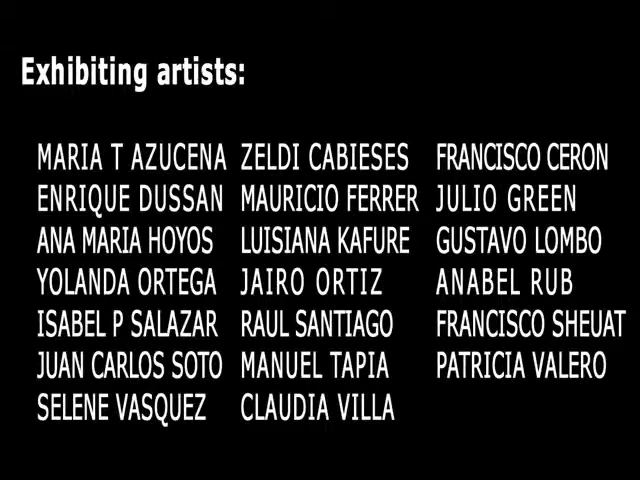 Exhibiting artists:
MARIA T AZUCENA ZELDI CABIESES FRANCISCO CERON
ENRIQUE DUSSAN MAURICIO FERRER JULIO GREEN
ANA MARIA HOYOS LUISIANA KAFURE GUSTAVO LOMBO
YOLANDA ORTEGA JAIRO ORTIZ ANABEL RUB
ISABEL P SALAZAR RAUL SANTIAGO FRANCISCO SHEUAT
JUAN CARLOS SOTO MANUEL TAPIA PATRICIA VALERO
SELENE VASQUEZ CLAUDIA VILLA